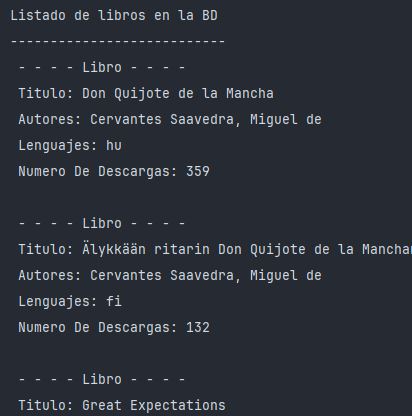 Listado de libros en la BD
---------------------------
- - - - Libro - - - -
Titulo: Don Quijote de la Mancha
Autores: Cervantes Saavedra, Miguel de
Lenguajes: hu
Numero De Descargas: 359
- - - - Libro - - - -
Titulo: Älykkään ritarin Don Quijote de la Mancha
Autores: Cervantes Saavedra, Miguel de
Lenguajes: fi
Numero De Descargas: 132
- - - - Libro - - - -
Titulo: Great Expectations